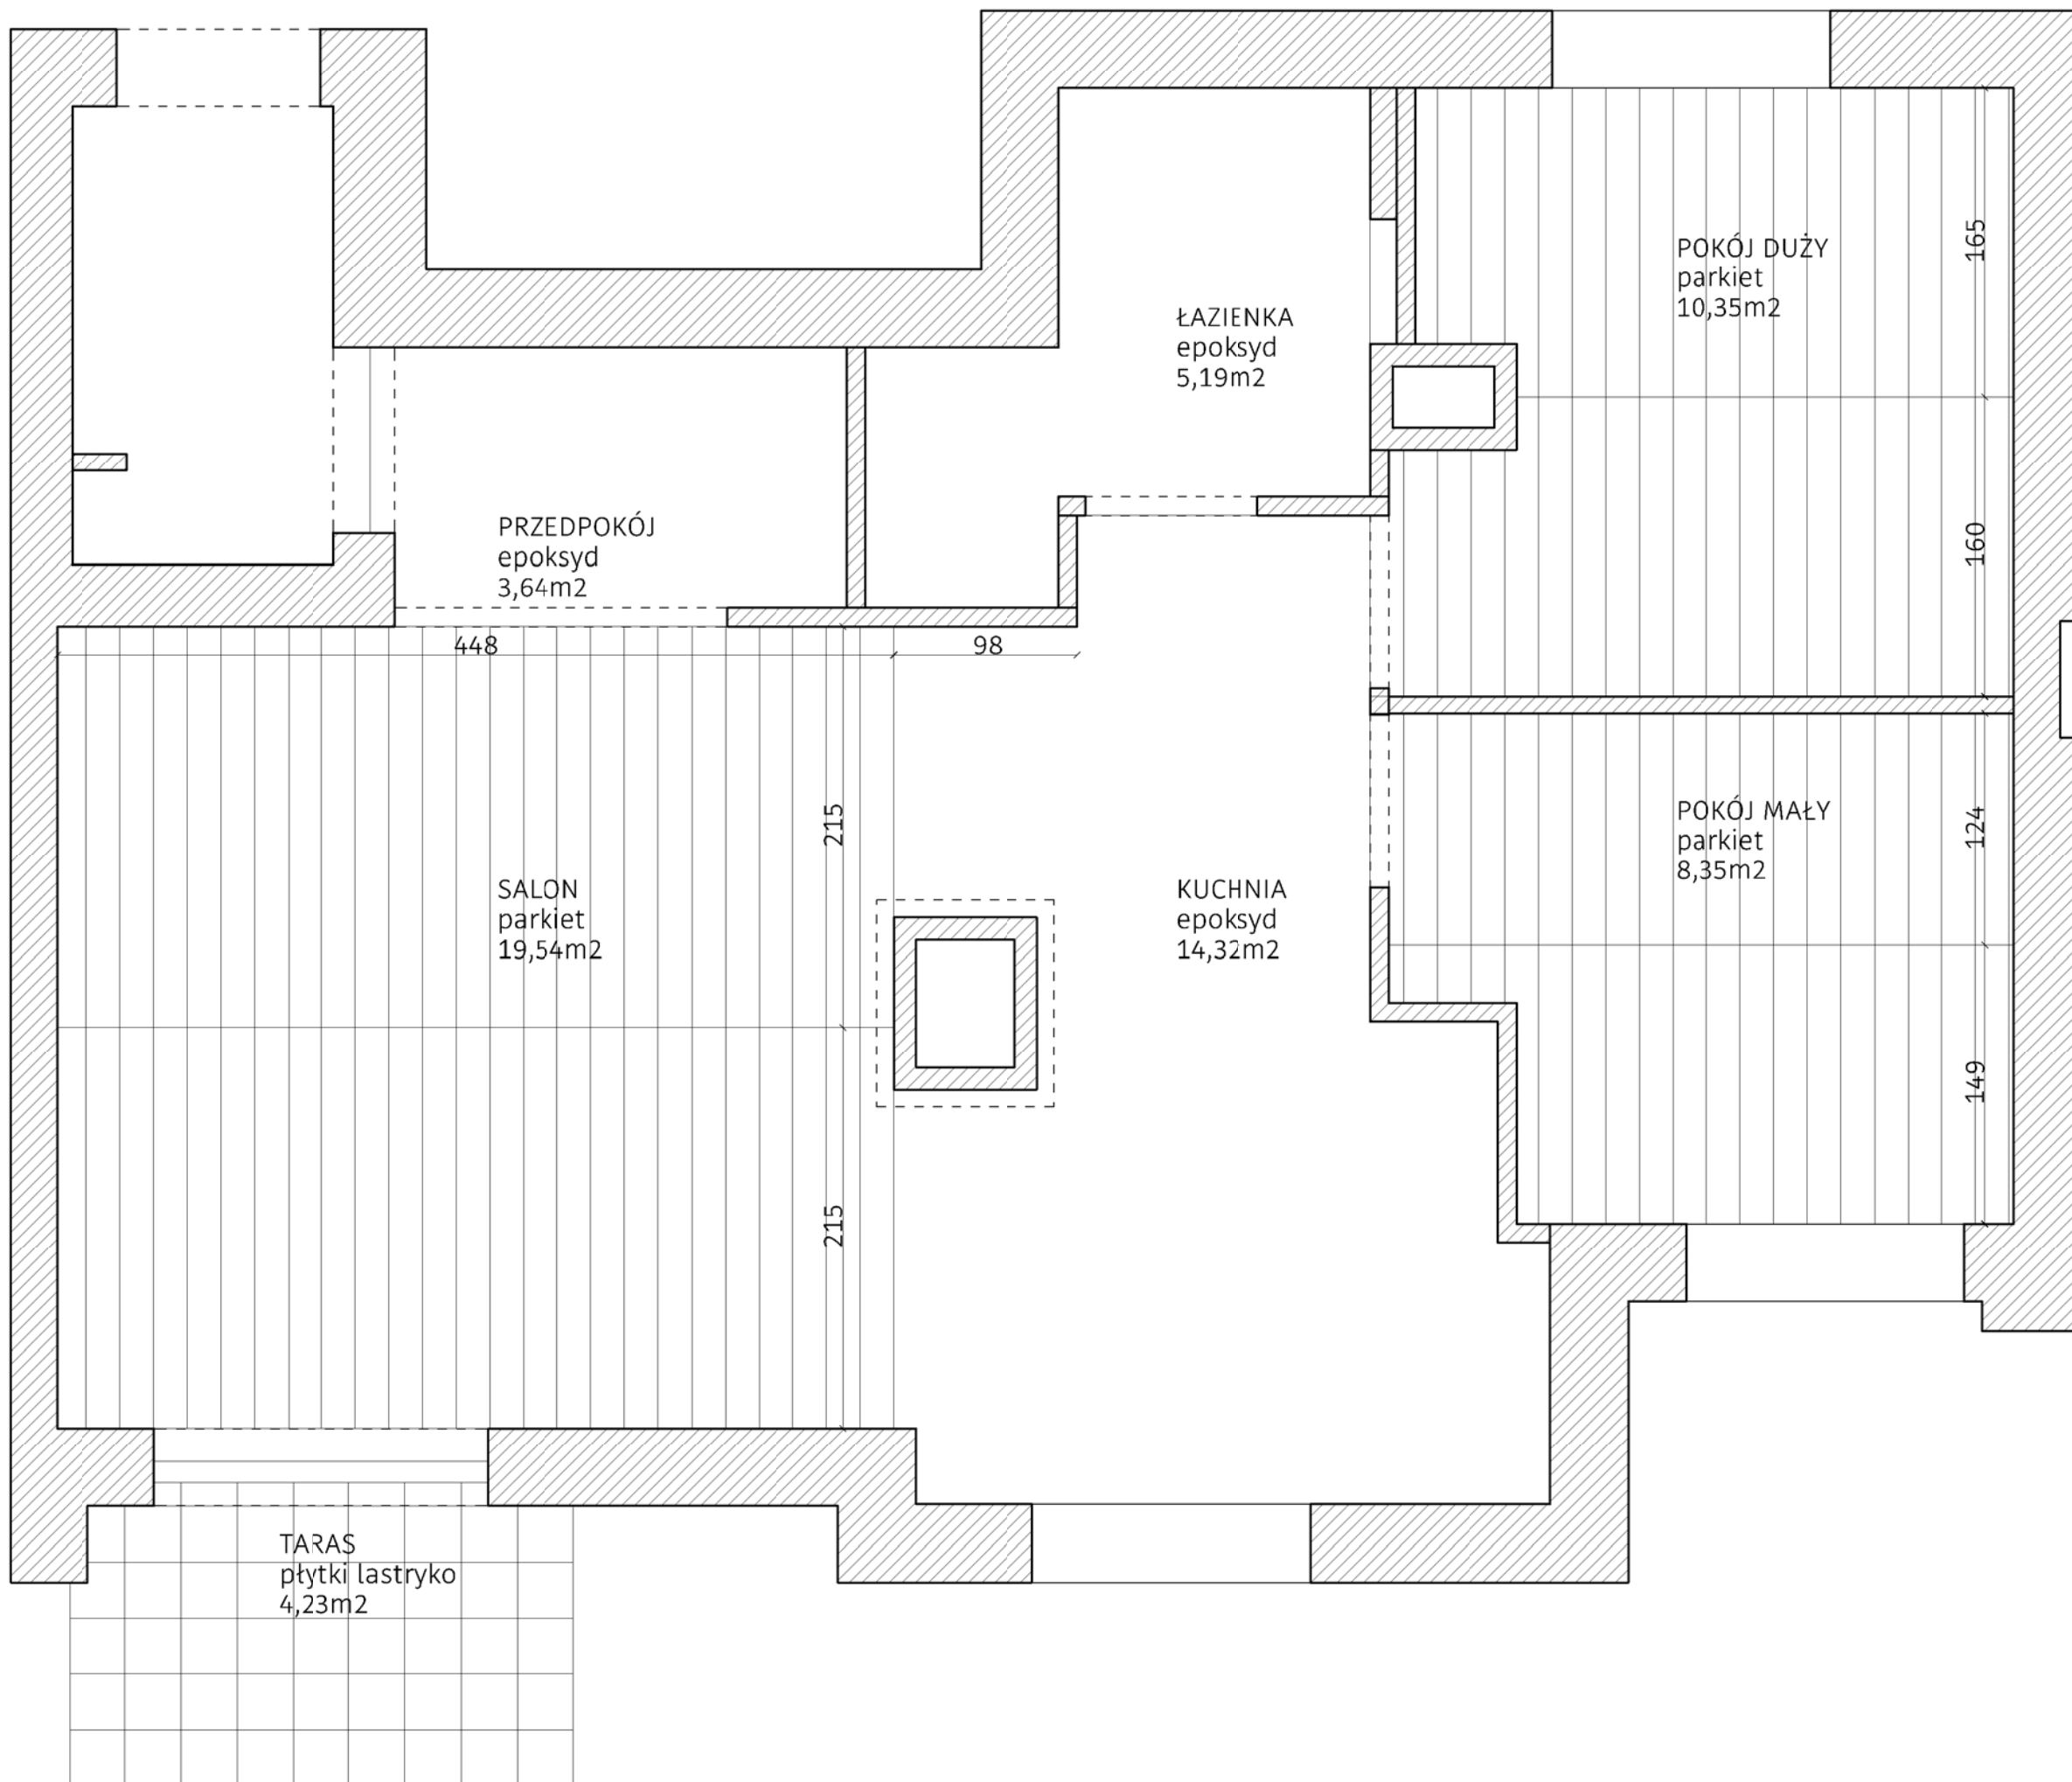 POKÓJ DUŻY
parkiet
10,35m2
165
ŁAZIENKA
epoksyd
5,19m2
PRZEDPOKÓJ
epoksyd
3,64m2
160
448
98
215
POKÓJ MAŁY
parkiet
8,35m2
124
SALON
parkiet
19,54m2
KUCHNIA
epoksyd
14,32m2
149
215
TARAS
płytki lastryko
4,23m2